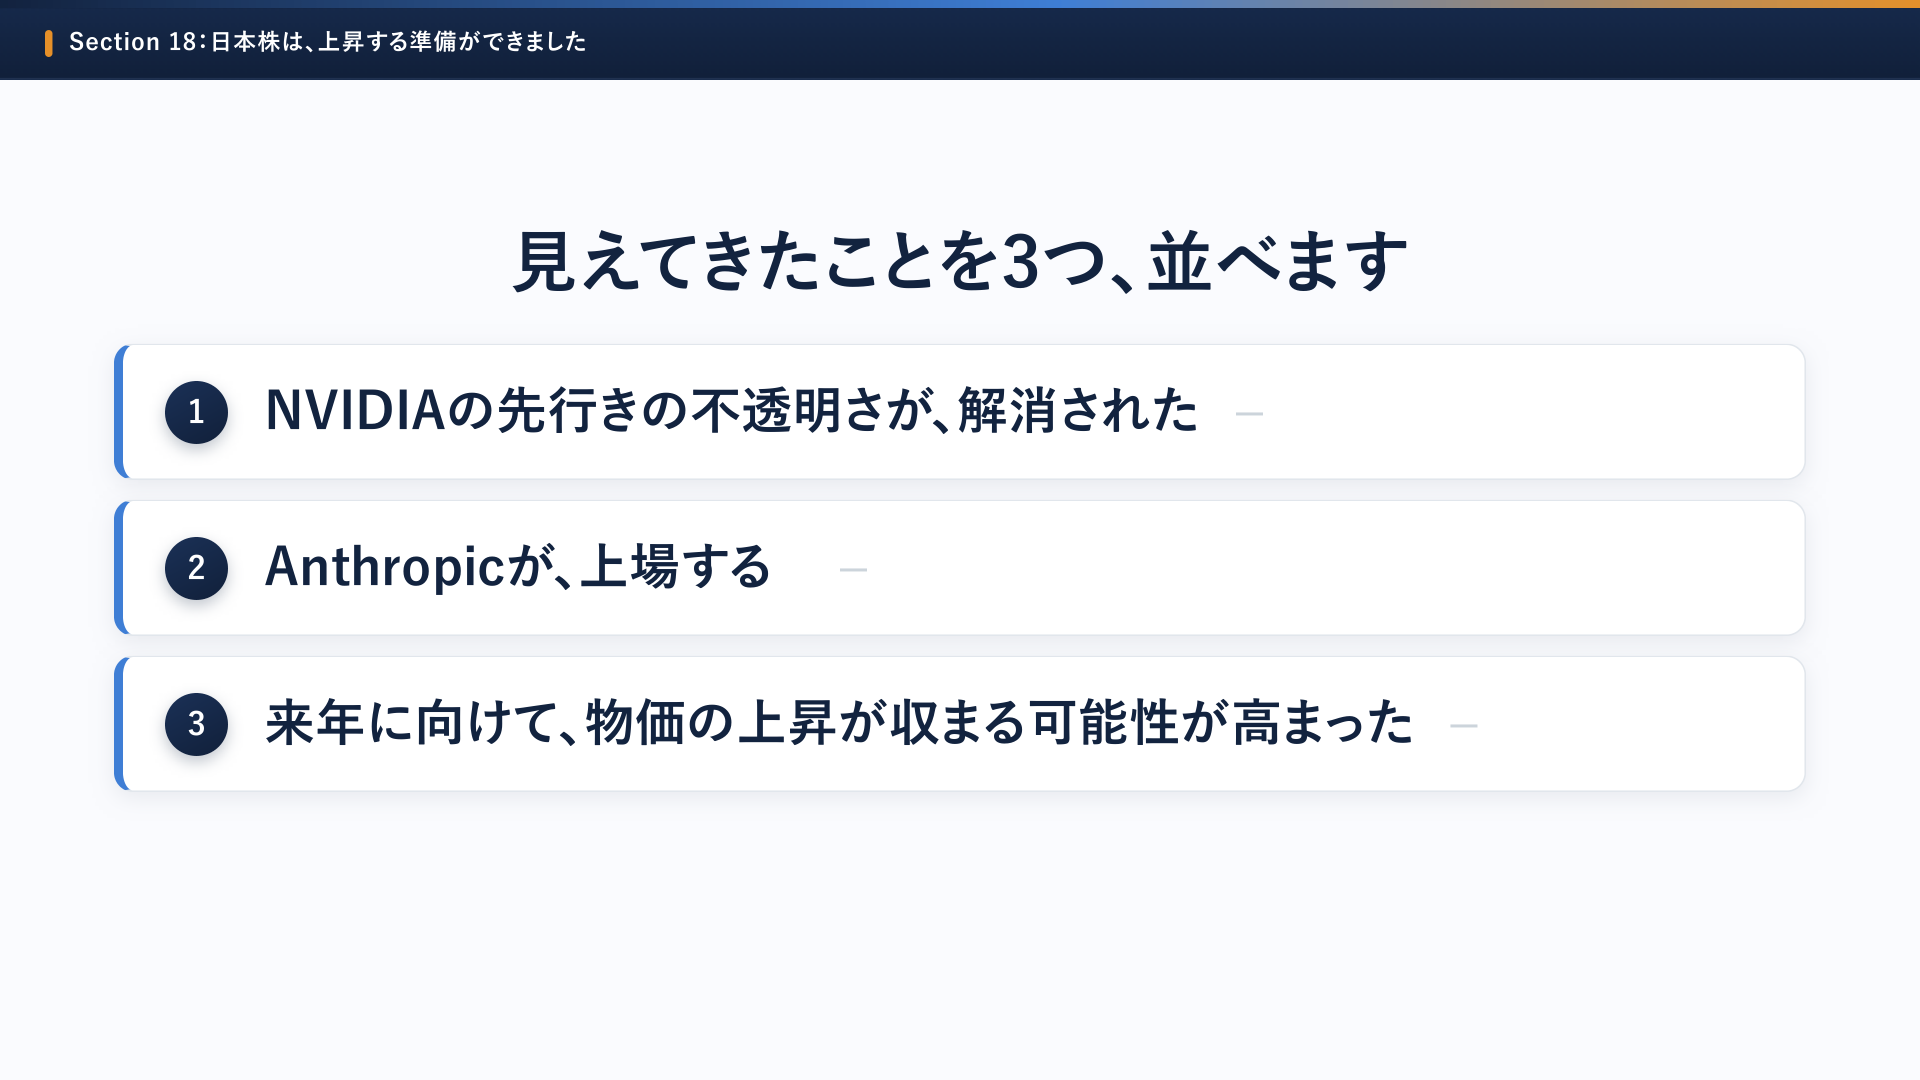 Section 18：日本株は、上昇する準備ができました
見えてきたことを3つ、並べます
1 NVIDIAの先行きの不透明さが、解消された —
2 Anthropicが、上場する —
3 来年に向けて、物価の上昇が収まる可能性が高まった —